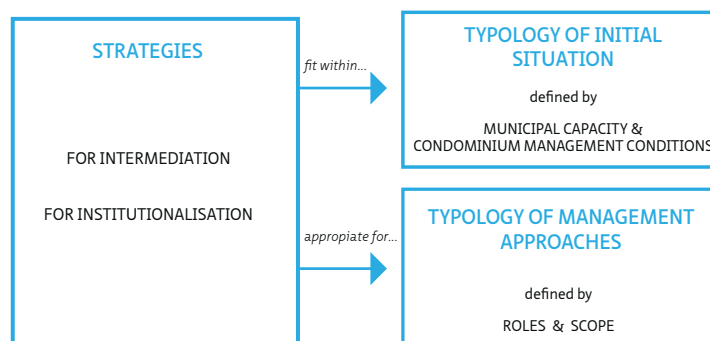 STRATEGIES
FOR INTERMEDIATION
FOR INSTITUTIONALISATION
fit within...
appropiate for...
TYPOLOGY OF INITIAL
SITUATION
defined by
MUNICIPAL CAPACITY &
CONDOMINIUM MANAGEMENT CONDITIONS
TYPOLOGY OF MANAGEMENT
APPROACHES
defined by
ROLES & SCOPE